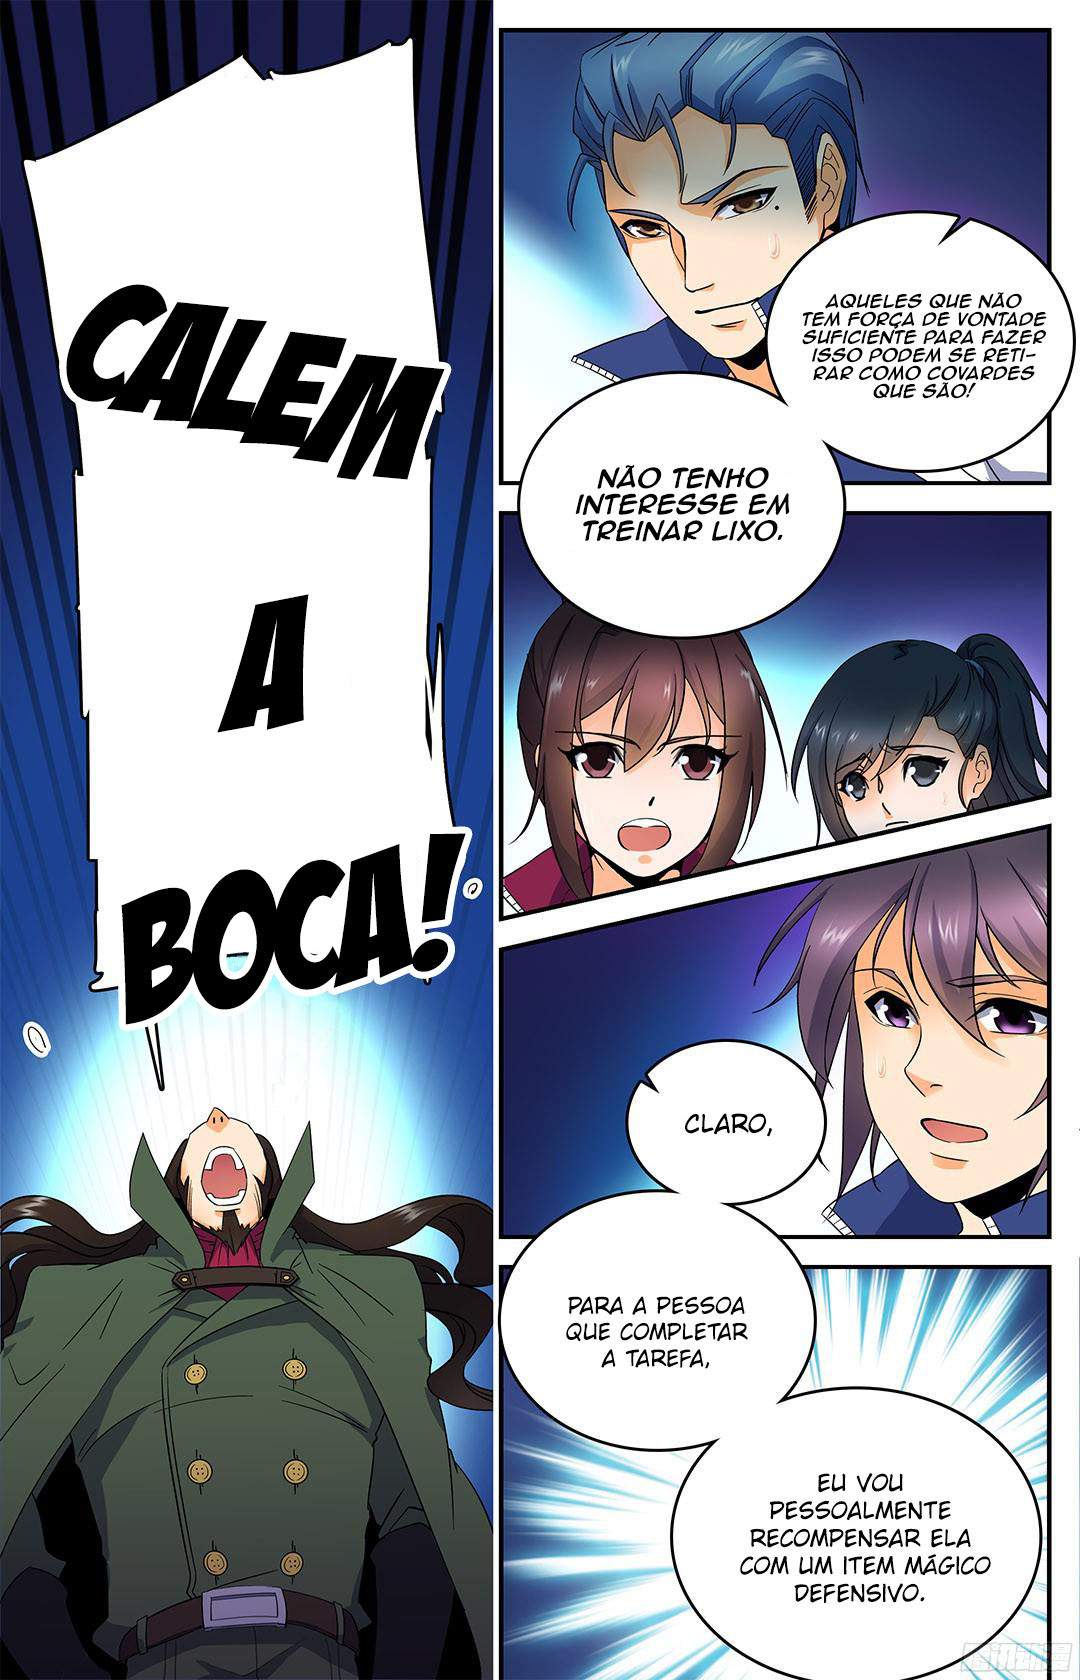 CALEM
A
BOCA!
AQUELES QUE NÃO
TEM FORÇA DE VONTADE
SUFICIENTE PARA FAZER
ISSO PODEM SE RETI-
RAR COMO COVARDES
QUE SÃO!
NÃO TENHO
INTERESSE EM
TREINAR LIXO.
CLARO,
PARA A PESSOA
QUE COMPLETAR
A TAREFA,
EU VOU
PESSOALMENTE
RECOMPENSAR ELA
COM UM ITEM MÁGICO
DEFENSIVO.